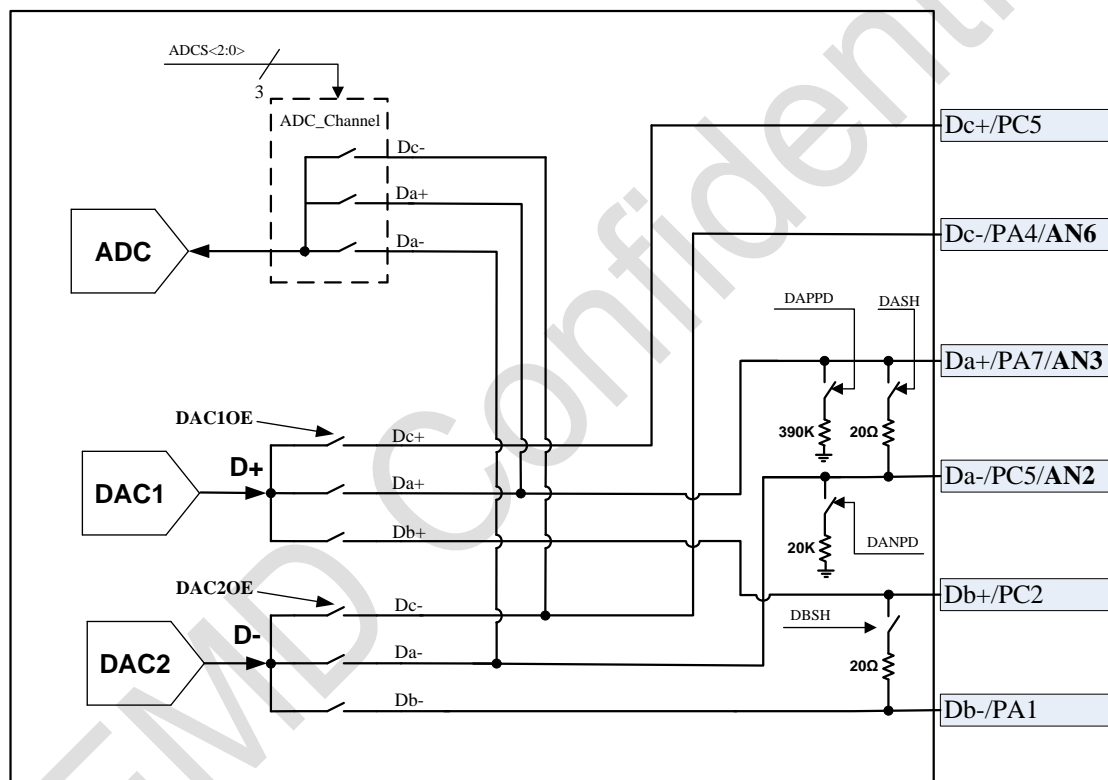 ADCS<2:0>
3
ADC_Channel
Dc-
Da+
Da-
ADC
Dc+/PC5
Dc-/PA4/AN6
DAPPD
DASH
Da+/PA7/AN3
390K
20Ω
DAC1OE
Dc+
D+
Da+
DAC1
Db+
Da-/PC5/AN2
20K
DANPD
DAC2OE
Dc-
D-
Da-
DAC2
Db-
Db+/PC2
DBSH
20Ω
Db-/PA1
FMD Confidenti